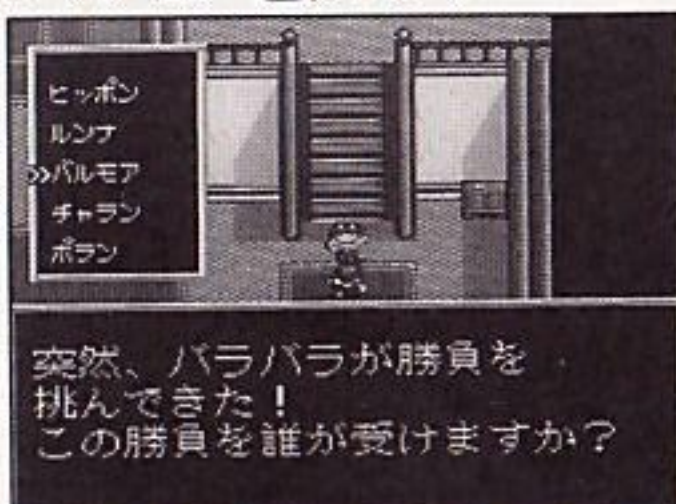 ヒッポン
ルンナ
»バルモア
チャラン
ポラン
突然、バラバラが勝負を
挑んできた！
この勝負を誰が受けますか？